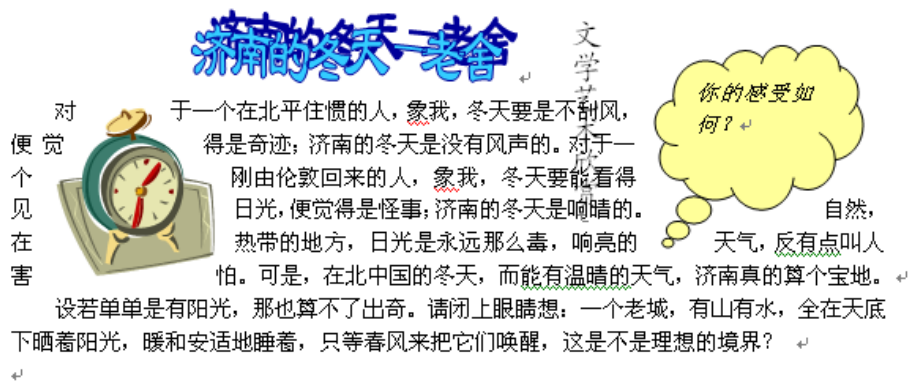 济南的冬天—老舍
文学艺术欣赏
你的感受如
何?
对于一个在北平住惯的人,象我,冬天要是不刮风,
便觉得是奇迹;济南的冬天是没有风声的。对于一
个刚由伦敦回来的人,象我,冬天要能看得
见日光,便觉得是怪事;济南的冬天是响晴的。自然,
在热带的地方,日光是永远那么毒,响亮的天气,反有点叫人
害怕。可是,在北中国的冬天,而能有温晴的天气,济南真的算个宝地。
设若单单是有阳光,那也算不了出奇。请闭上眼睛想:一个老城,有山有水,全在天底
下晒着阳光,暖和安适地睡着,只等春风来把它们唤醒,这是不是理想的境界?